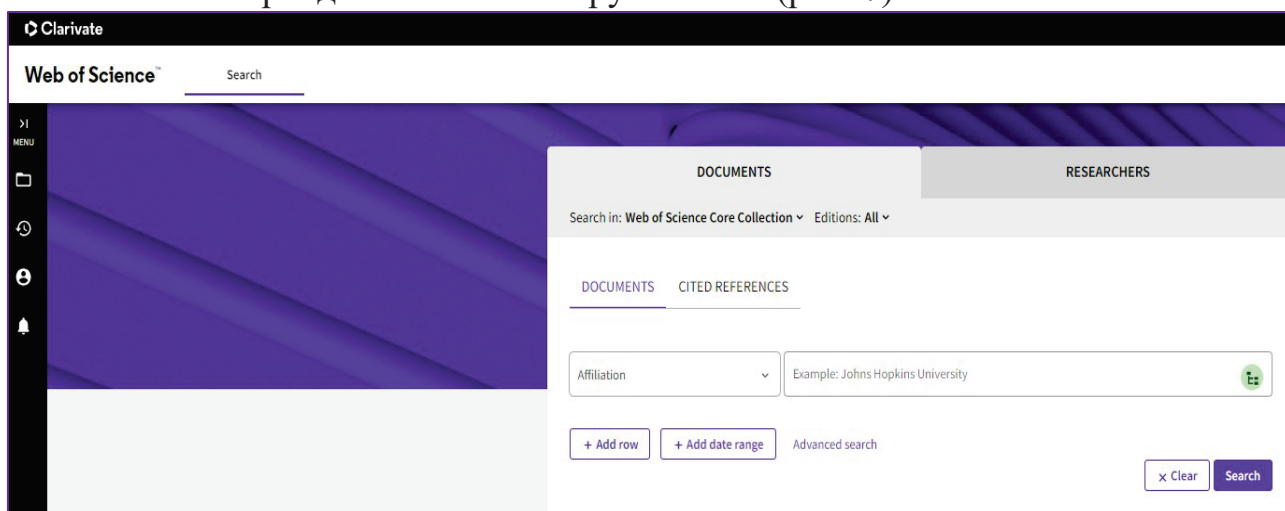 Clarivate
Web of Science™ Search
MENU
DOCUMENTS RESEARCHERS
Search in: Web of Science Core Collection Editions: All
DOCUMENTS CITED REFERENCES
Affiliation Example: Johns Hopkins University
+ Add row + Add date range Advanced search
× Clear Search